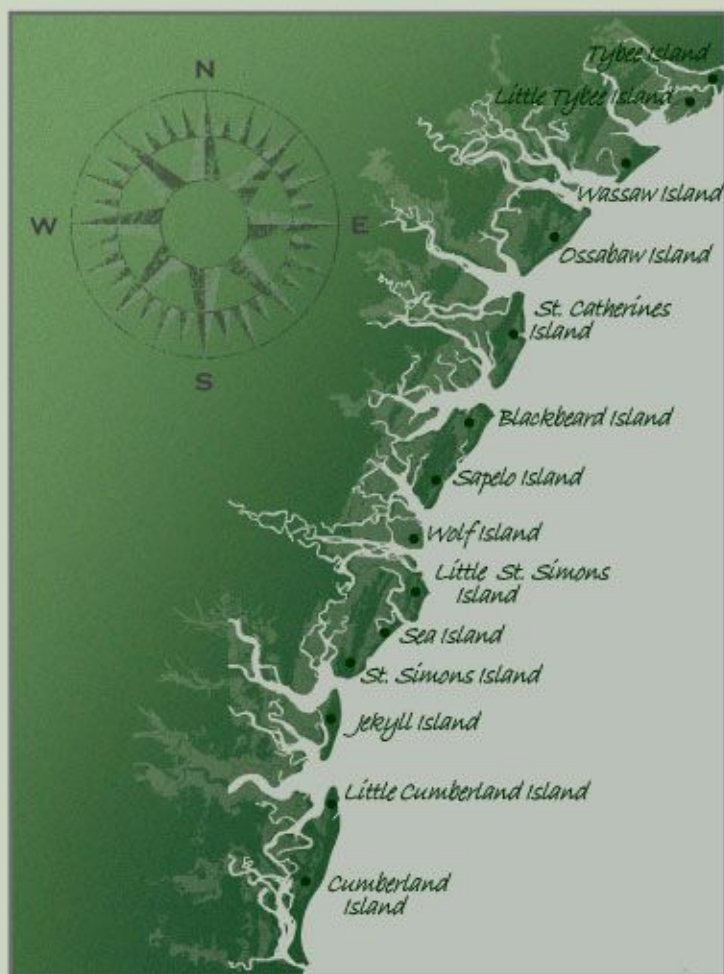 Tybee Island
N
Little Tybee Island
Wassaw Island
W
E
Ossabaw Island
St. Catherines
Island
S
Blackbeard Island
Sapelo Island
Wolf Island
Little St. Simons
Island
Sea Island
St. Simons Island
Jekyll Island
Little Cumberland Island
Cumberland
Island